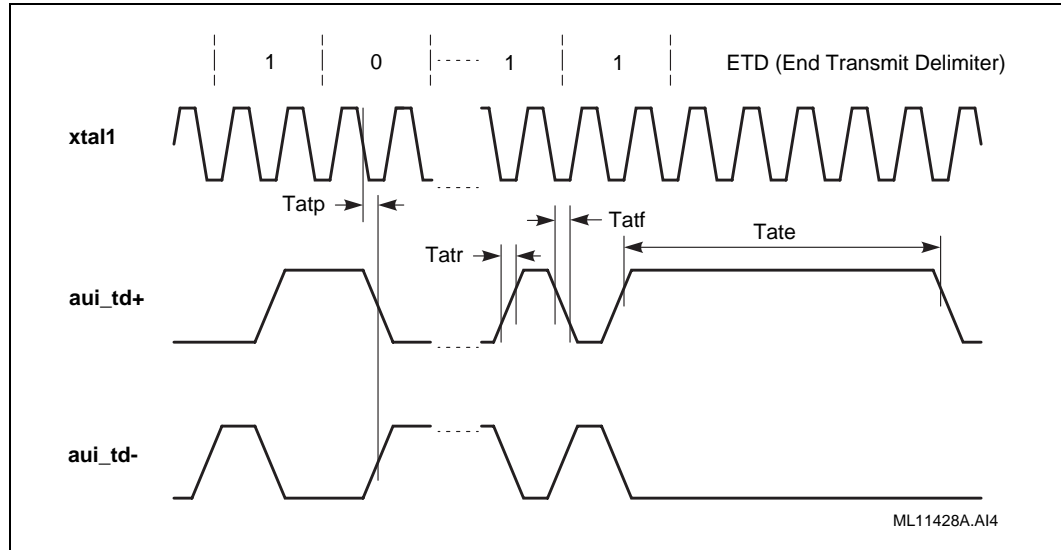 1 0 1 1 ETD (End Transmit Delimiter)
xtal1
Tatp
Tatf
Tatr
Tate
aui_td+
aui_td-
ML11428A.AI4